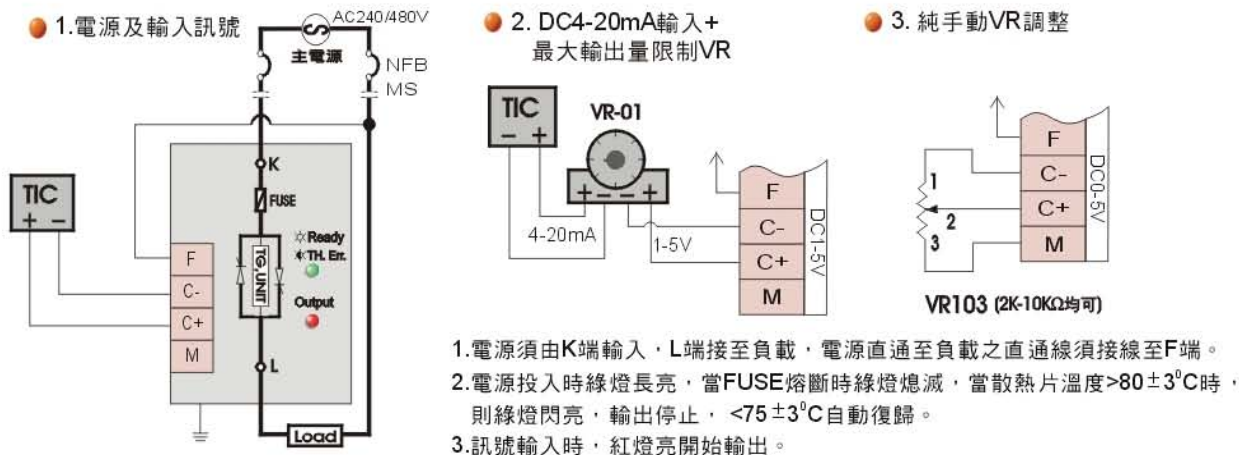 1.電源及輸入訊號
AC240/480V
主電源
NFB
MS
K
FUSE
TIC
+ −
TG.UNIT
Ready
TH. Err.
Output
F
C-
C+
M
L
Load
2. DC4-20mA輸入+
最大輸出量限制VR
TIC
− +
VR-01
+ − − +
4-20mA
1-5V
F
C-
C+
M
DC1-5V
3. 純手動VR調整
F
C-
C+
M
DC0-5V
1
2
3
VR103 (2K-10KΩ均可)
1.電源須由K端輸入，L端接至負載，電源直通至負載之直通線須接線至F端。
2.電源投入時綠燈長亮，當FUSE熔斷時綠燈熄滅，當散熱片溫度>80±3⁰C時，
則綠燈閃亮，輸出停止， <75±3⁰C自動復歸。
3.訊號輸入時，紅燈亮開始輸出。